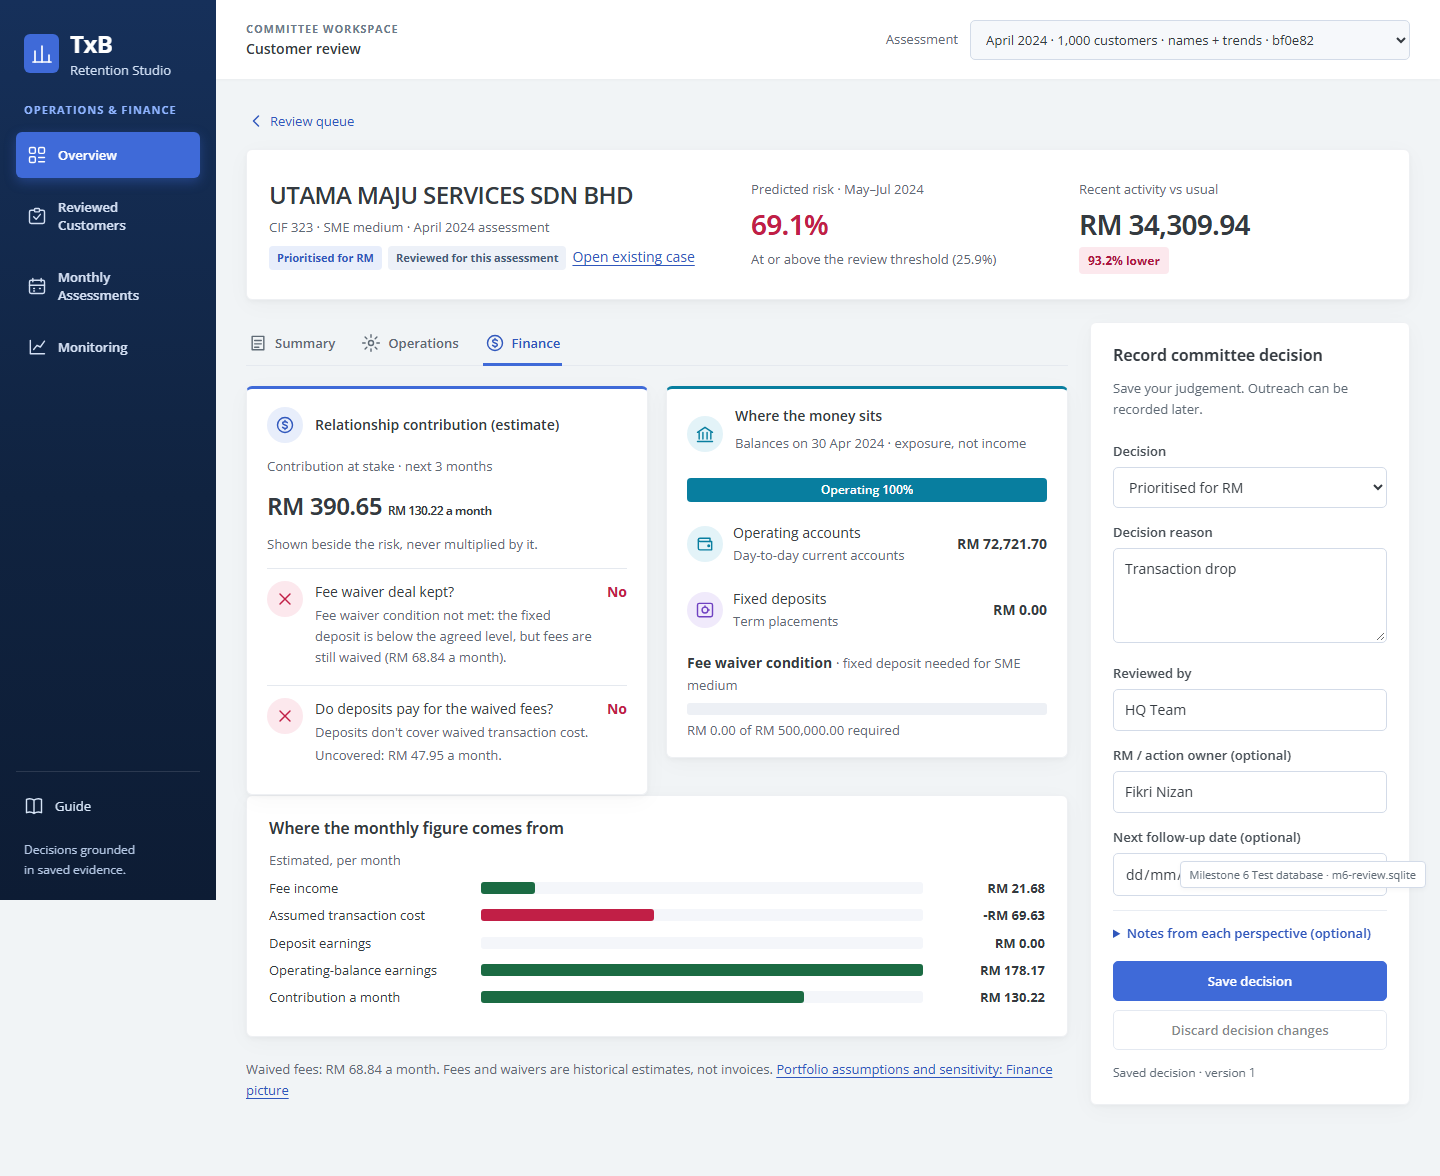 TxB
Retention Studio
OPERATIONS & FINANCE
Overview
Reviewed
Customers
Monthly
Assessments
Monitoring
Guide
Decisions grounded
in saved evidence.
COMMITTEE WORKSPACE
Customer review
Assessment
April 2024 · 1,000 customers · names + trends · bf0e82
Review queue
UTAMA MAJU SERVICES SDN BHD
CIF 323 · SME medium · April 2024 assessment
Prioritised for RM
Reviewed for this assessment
Open existing case
Predicted risk · May–Jul 2024
69.1%
At or above the review threshold (25.9%)
Recent activity vs usual
RM 34,309.94
93.2% lower
Summary
Operations
Finance
Relationship contribution (estimate)
Contribution at stake · next 3 months
RM 390.65 RM 130.22 a month
Shown beside the risk, never multiplied by it.
Fee waiver deal kept? No
Fee waiver condition not met: the fixed
deposit is below the agreed level, but fees are
still waived (RM 68.84 a month).
Do deposits pay for the waived fees? No
Deposits don't cover waived transaction cost.
Uncovered: RM 47.95 a month.
Where the money sits
Balances on 30 Apr 2024 · exposure, not income
Operating 100%
Operating accounts
Day-to-day current accounts
RM 72,721.70
Fixed deposits
Term placements
RM 0.00
Fee waiver condition · fixed deposit needed for SME
medium
RM 0.00 of RM 500,000.00 required
Where the monthly figure comes from
Estimated, per month
Fee income RM 21.68
Assumed transaction cost -RM 69.63
Deposit earnings RM 0.00
Operating-balance earnings RM 178.17
Contribution a month RM 130.22
Waived fees: RM 68.84 a month. Fees and waivers are historical estimates, not invoices. Portfolio assumptions and sensitivity: Finance
picture
Record committee decision
Save your judgement. Outreach can be
recorded later.
Decision
Prioritised for RM
Decision reason
Transaction drop
Reviewed by
HQ Team
RM / action owner (optional)
Fikri Nizan
Next follow-up date (optional)
dd/mm/
Milestone 6 Test database · m6-review.sqlite
Notes from each perspective (optional)
Save decision
Discard decision changes
Saved decision · version 1